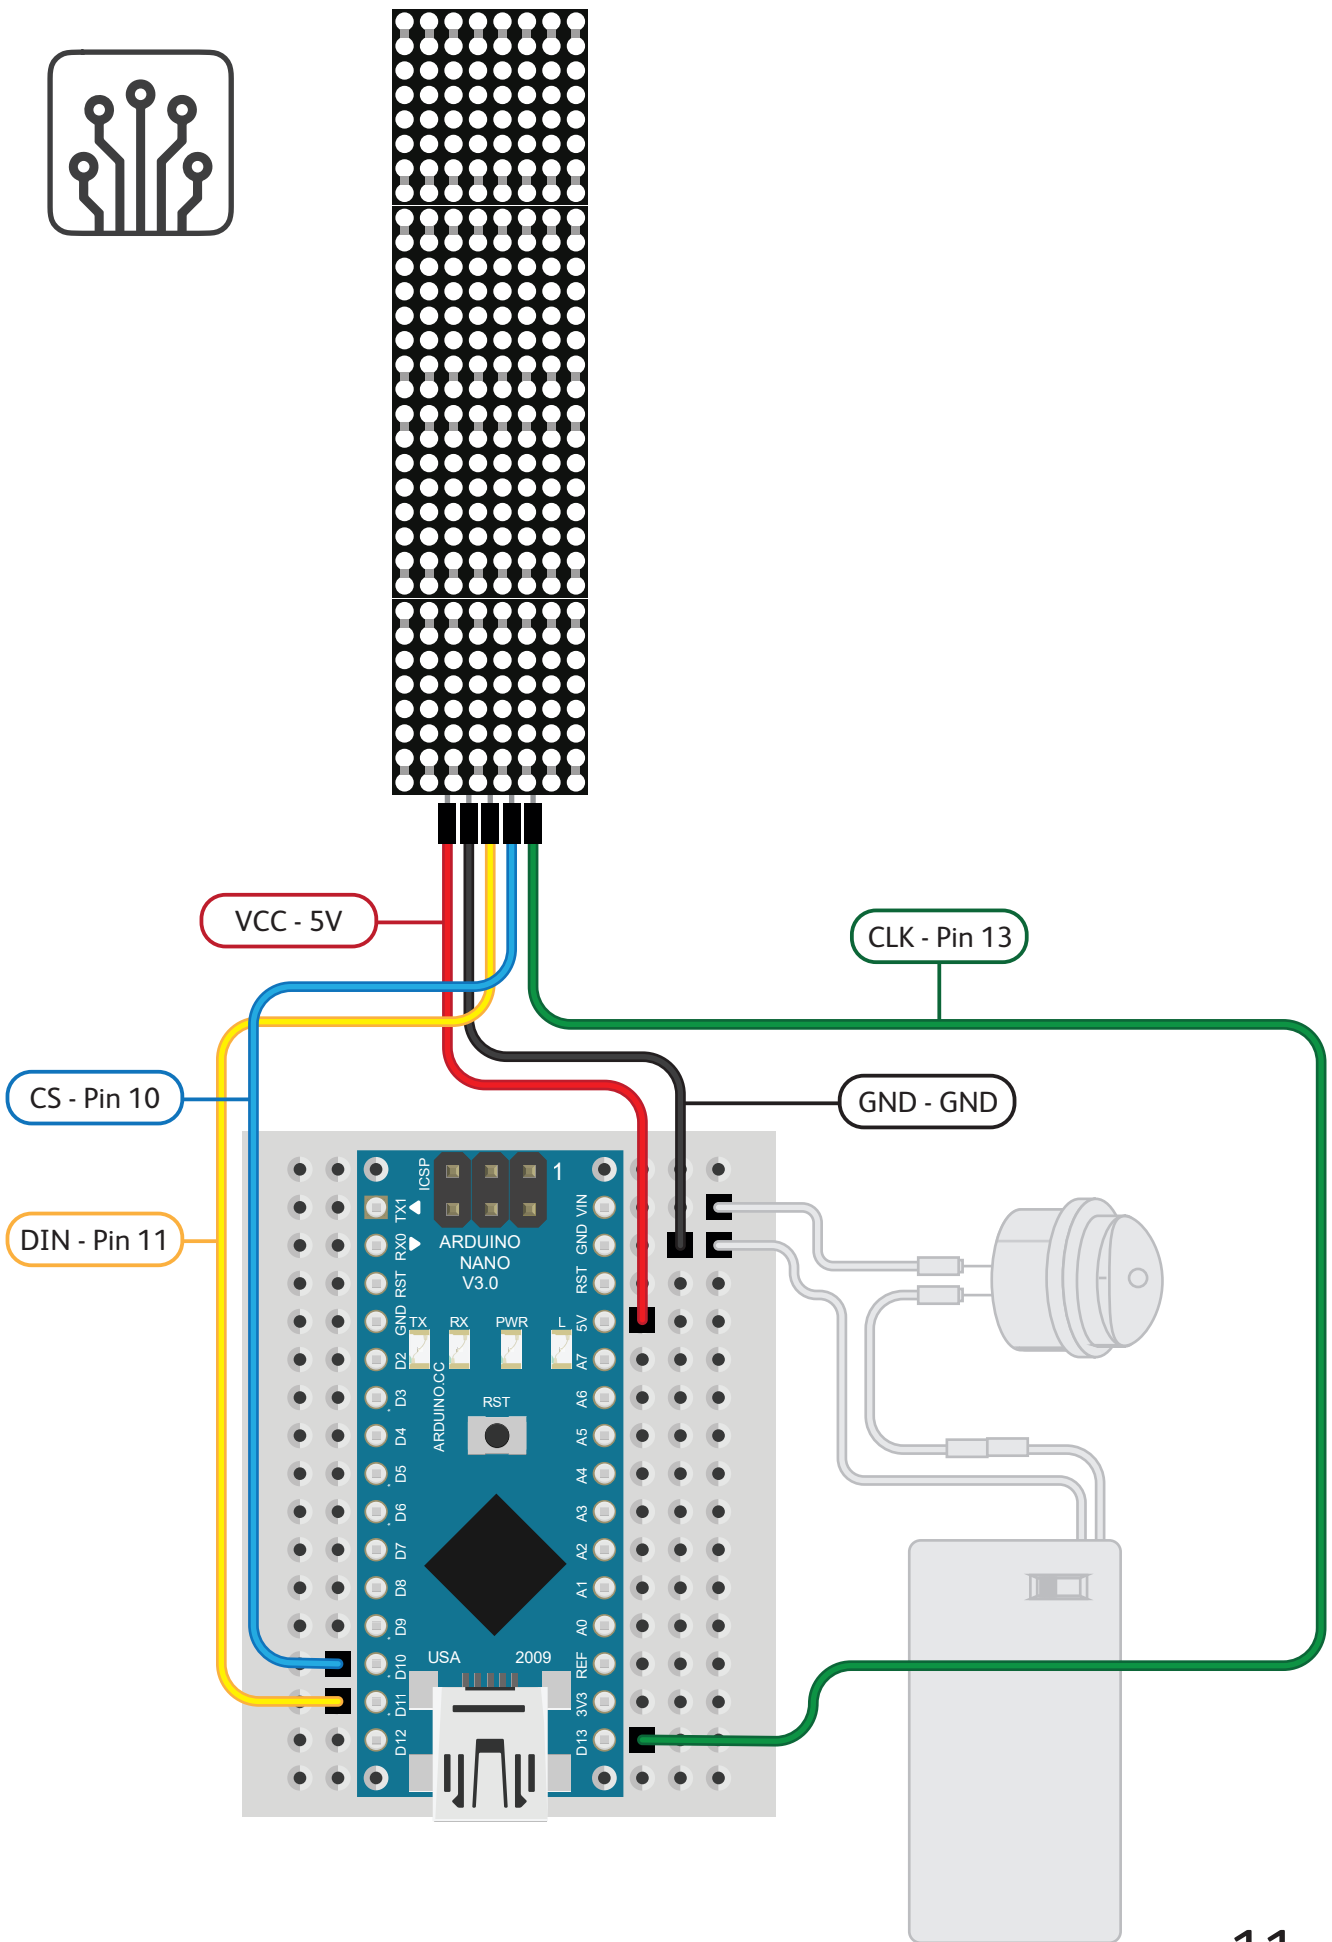 VCC - 5V
CLK - Pin 13
CS - Pin 10
GND - GND
DIN - Pin 11
ICSP
1
TX1
RX0
RST
GND
D2
D3
D4
D5
D6
D7
D8
D9
D10
D11
D12
ARDUINO
NANO
V3.0
TX
RX
PWR
L
ARDUINO.CC
RST
USA
2009
VIN
GND
RST
5V
A7
A6
A5
A4
A3
A2
A1
A0
REF
3V3
D13
11